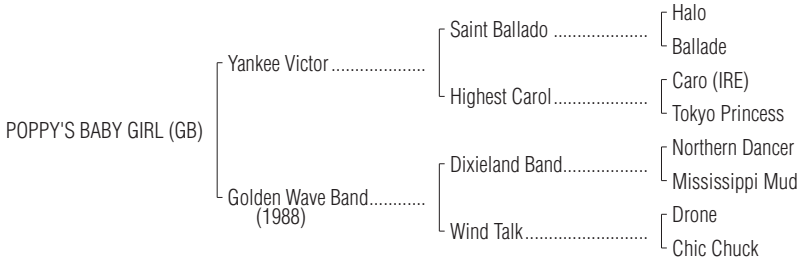 Halo
Saint Ballado ....................
Ballade
Yankee Victor ....................
Caro (IRE)
Highest Carol....................
Tokyo Princess
POPPY'S BABY GIRL (GB)
Northern Dancer
Dixieland Band..................
Mississippi Mud
Golden Wave Band............
(1988)
Drone
Wind Talk..........................
Chic Chuck